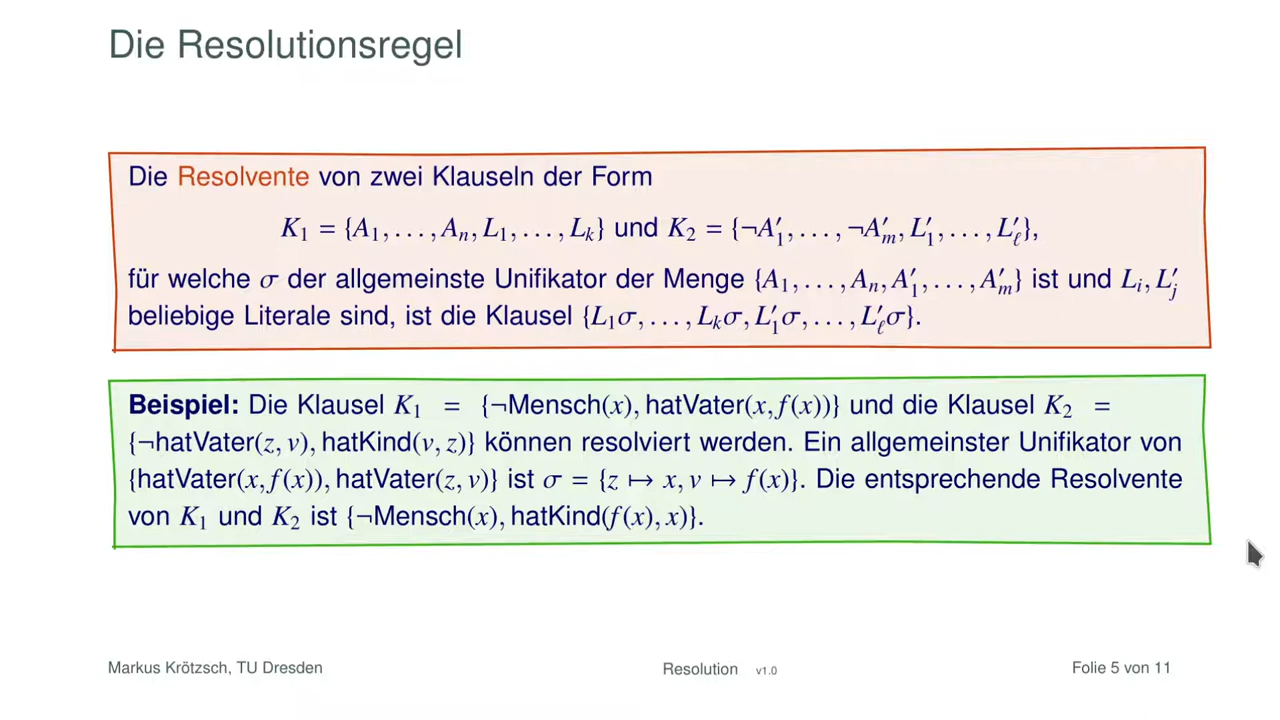 Die Resolutionsregel
Die Resolvente von zwei Klauseln der Form
K₁ = {A₁, . . . , Aₙ, L₁, . . . , Lₖ} und K₂ = {¬A′₁, . . . , ¬A′ₘ, L′₁, . . . , L′_ℓ},
für welche σ der allgemeinste Unifikator der Menge {A₁, . . . , Aₙ, A′₁, . . . , A′ₘ} ist und Lᵢ, L′ⱼ
beliebige Literale sind, ist die Klausel {L₁σ, . . . , Lₖσ, L′₁σ, . . . , L′_ℓσ}.
Beispiel: Die Klausel K₁ = {¬Mensch(x), hatVater(x, f(x))} und die Klausel K₂ =
{¬hatVater(z, v), hatKind(v, z)} können resolviert werden. Ein allgemeinster Unifikator von
{hatVater(x, f(x)), hatVater(z, v)} ist σ = {z ↦ x, v ↦ f(x)}. Die entsprechende Resolvente
von K₁ und K₂ ist {¬Mensch(x), hatKind(f(x), x)}.
Markus Krötzsch, TU Dresden Resolution v1.0 Folie 5 von 11